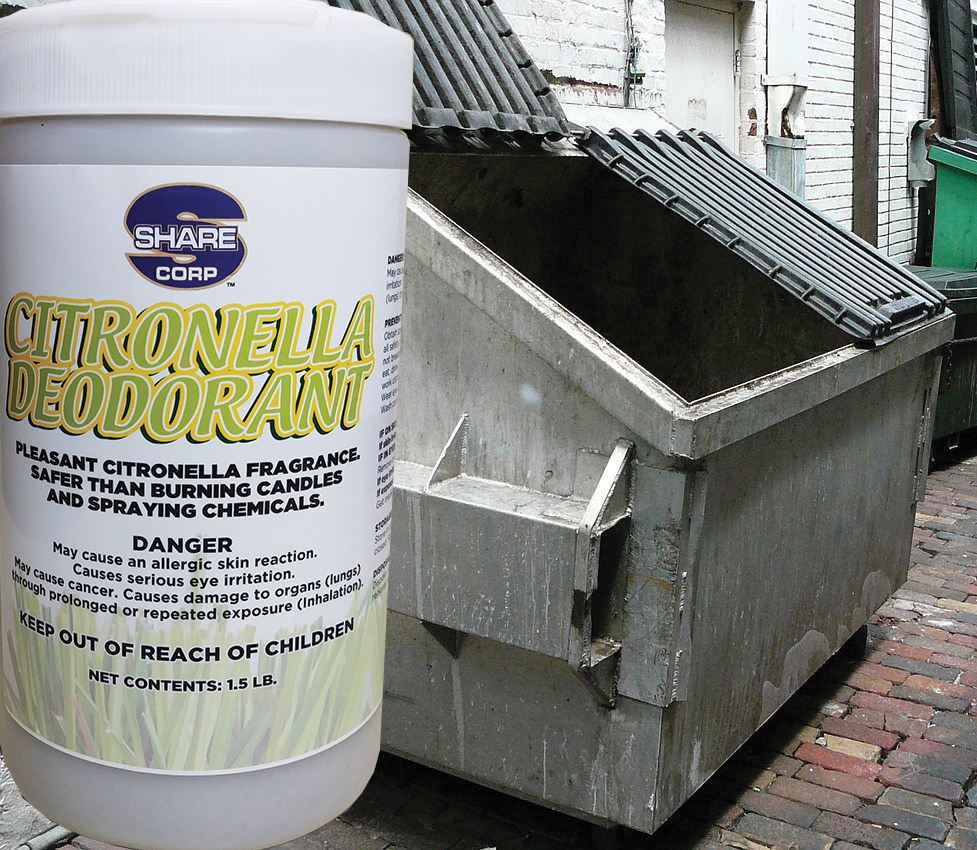 SHARE
CORP
TM
CITRONELLA
DEODORANT
PLEASANT CITRONELLA FRAGRANCE.
SAFER THAN BURNING CANDLES
AND SPRAYING CHEMICALS.
DANGER
May cause an allergic skin reaction.
Causes serious eye irritation.
May cause cancer. Causes damage to organs (lungs)
through prolonged or repeated exposure (Inhalation).
KEEP OUT OF REACH OF CHILDREN
NET CONTENTS: 1.5 LB.
DANGER